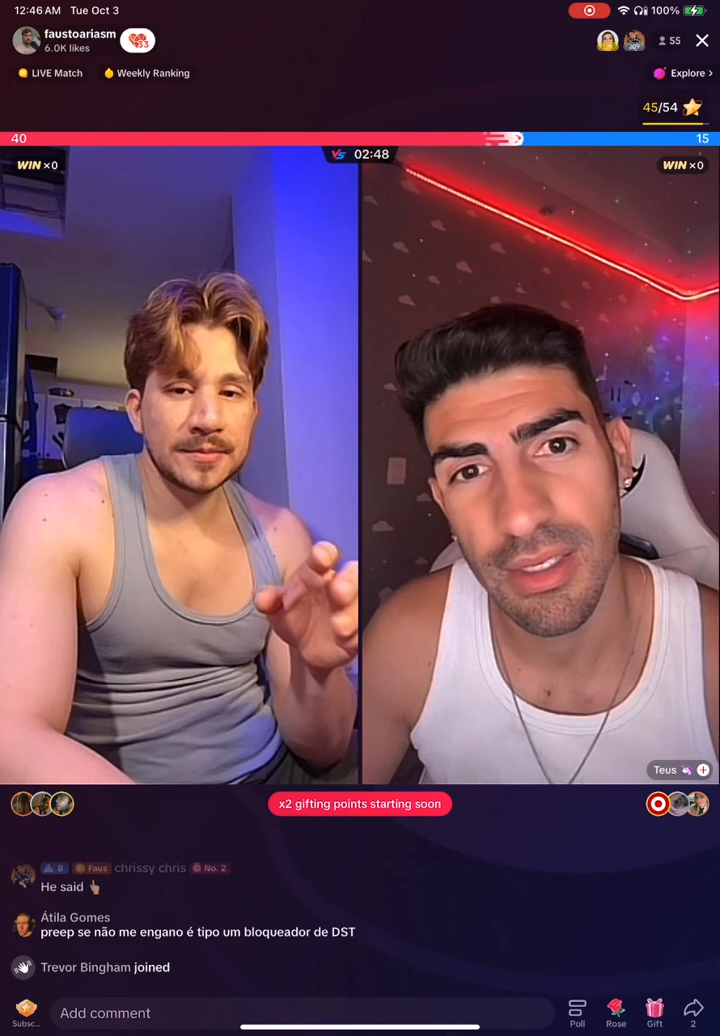 12:46 AM Tue Oct 3
100%
faustoariasm
6.0K likes
33
55
LIVE Match
Weekly Ranking
Explore
45/54
40
15
WIN ×0
VS 02:48
WIN ×0
Teus
x2 gifting points starting soon
8 Faus chrissy chris No. 2
He said
Átila Gomes
preep se não me engano é tipo um bloqueador de DST
Trevor Bingham joined
Subsc...
Add comment
Poll
Rose
Gift
2